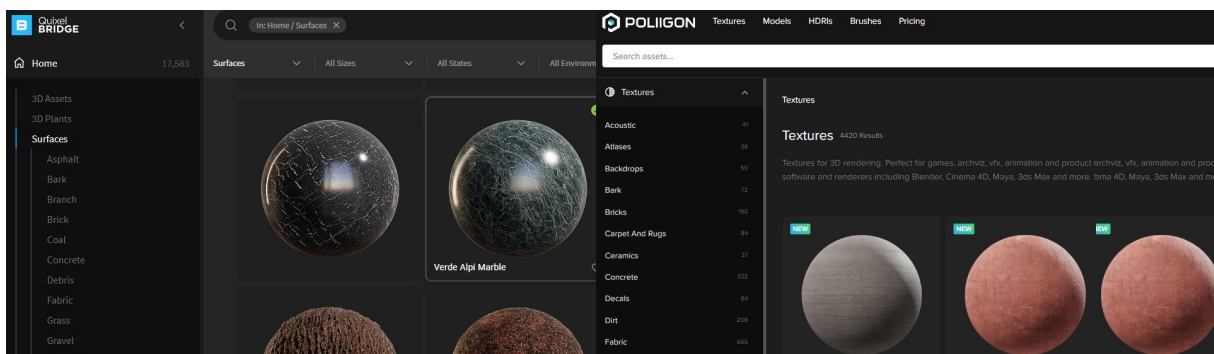 Quixel
BRIDGE
Home 17,583
3D Assets
3D Plants
Surfaces
Asphalt
Bark
Branch
Brick
Coal
Concrete
Debris
Fabric
Grass
Gravel
In: Home / Surfaces
Surfaces All Sizes All States All Environm
Verde Alpi Marble
POLIIGON Textures Models HDRIs Brushes Pricing
Search assets...
Textures
Acoustic 41
Atlases 36
Backdrops 55
Bark 72
Bricks 190
Carpet And Rugs 84
Ceramics 37
Concrete 322
Decals 84
Dirt 206
Fabric 665
Textures
Textures 4420 Results
Textures for 3D rendering. Perfect for games, archviz, vfx, animation and product erchviz, vfx, animation and proc
software and renderers including Blender, Cinema 4D, Maya, 3ds Max and more. 5ma 4D, Maya, 3ds Max and m
NEW
NEW
EW